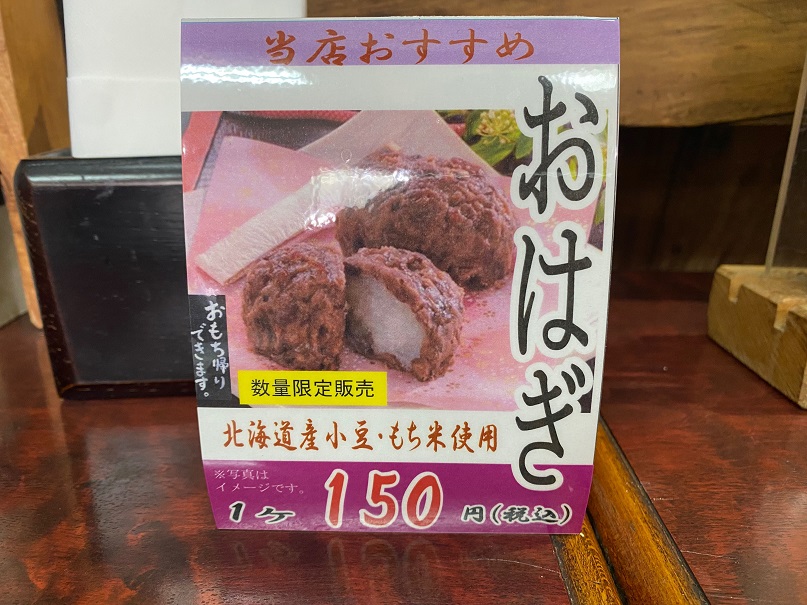 当店おすすめ
おはぎ
おもち帰り
できます。
数量限定販売
北海道産小豆・もち米使用
※写真は
イメージです。
1ヶ 150円(税込)